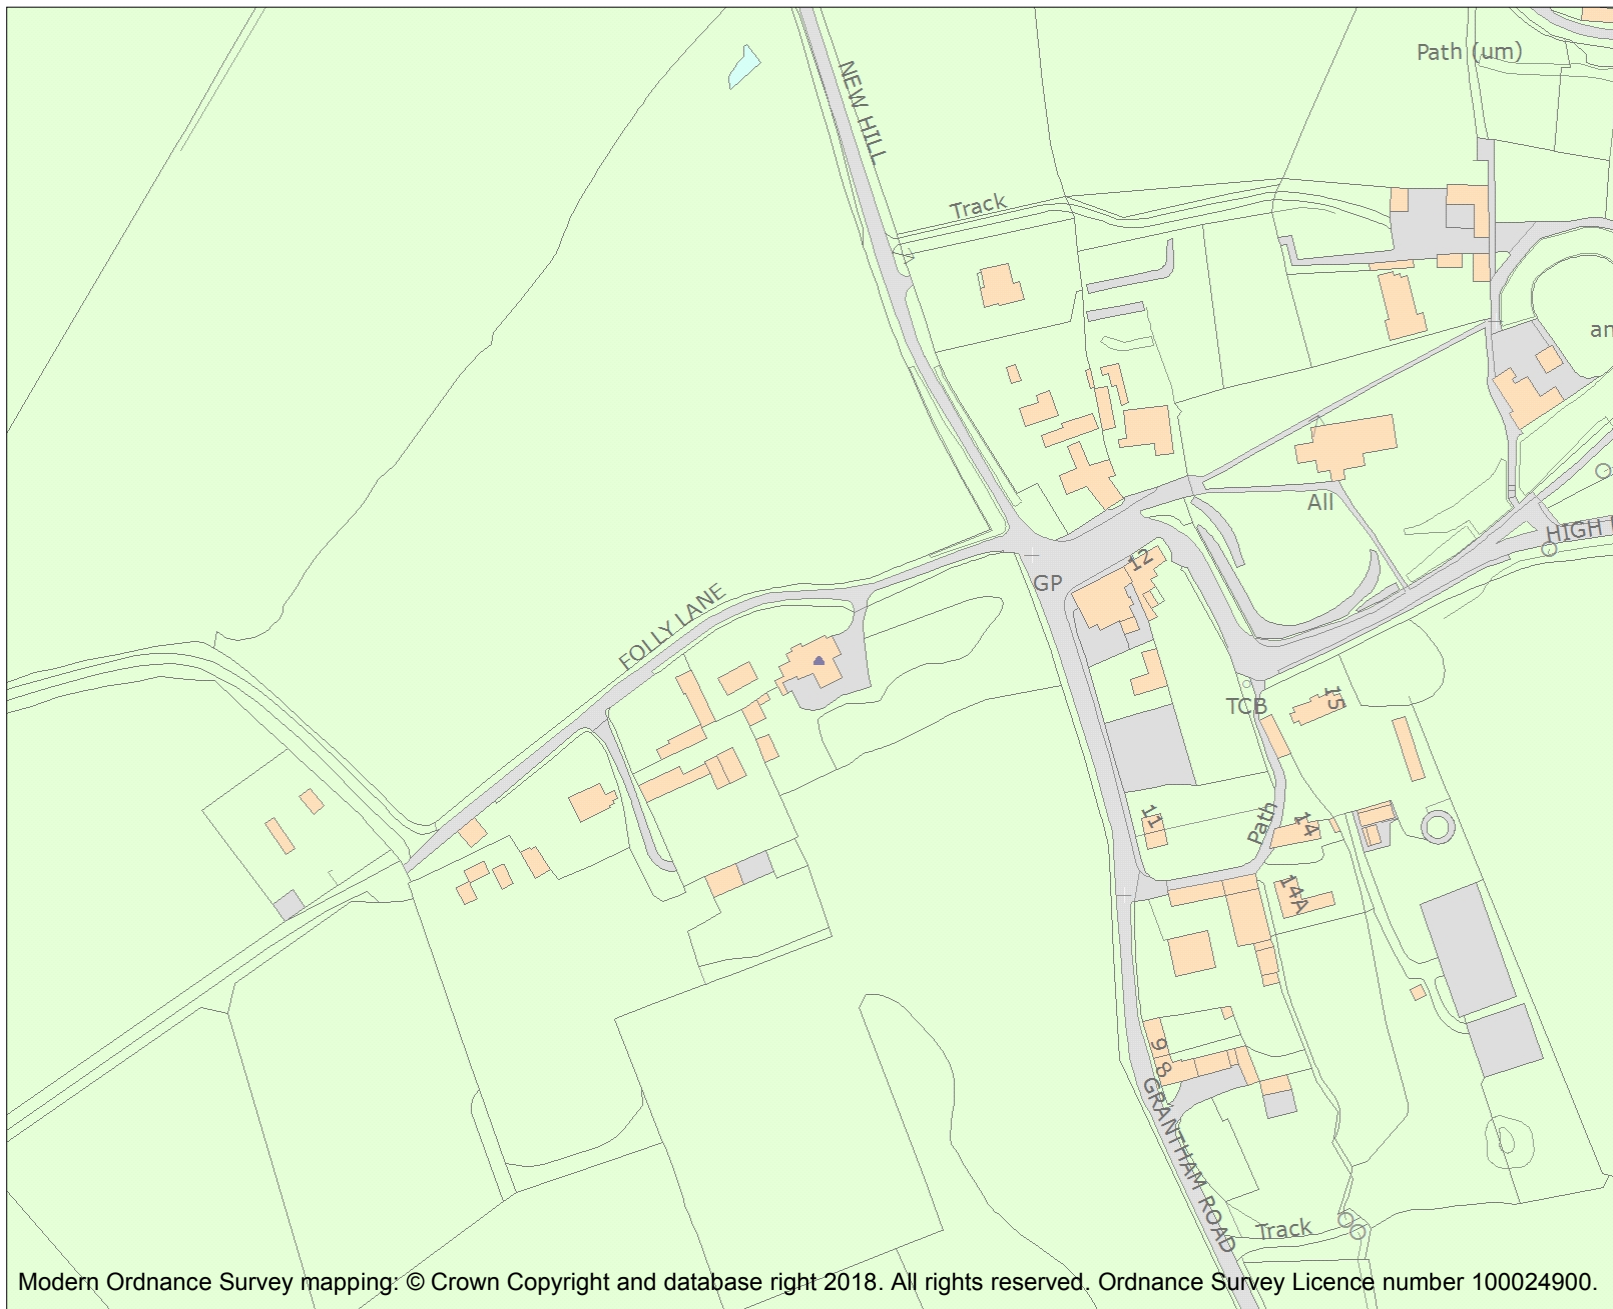 Path (um)
NEW HILL
Track
an
All
HIGH
12
GP
FOLLY LANE
TCB
15
11
Path
14
14A
9
8
GRANTHAM ROAD
Track
Modern Ordnance Survey mapping: © Crown Copyright and database right 2018. All rights reserved. Ordnance Survey Licence number 100024900.